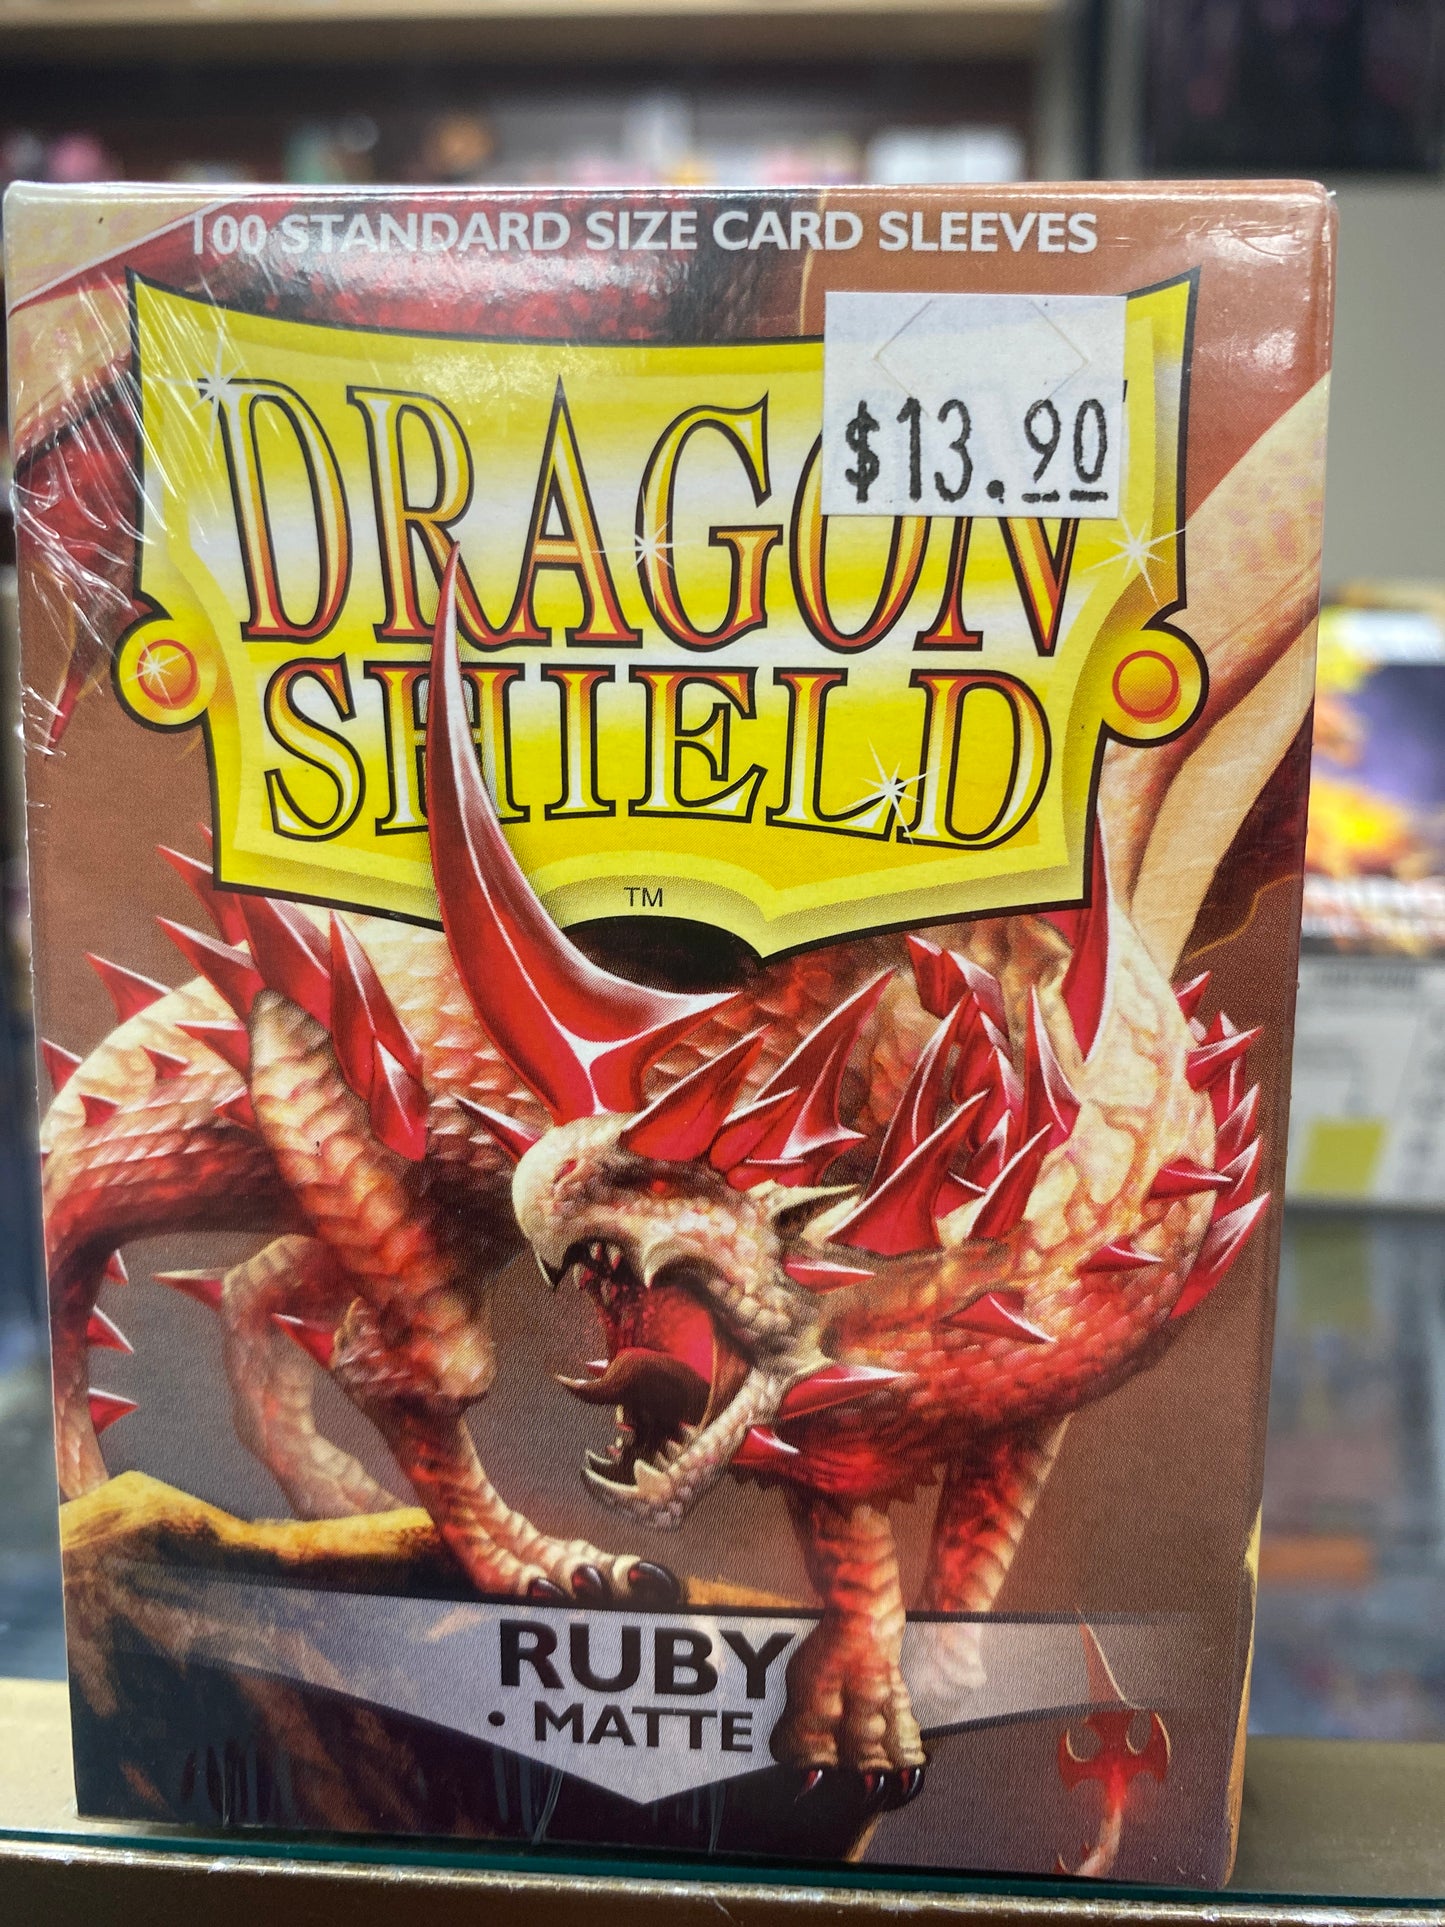 100 STANDARD SIZE CARD SLEEVES
$13.90
DRAGON
SHIELD
TM
RUBY
• MATTE